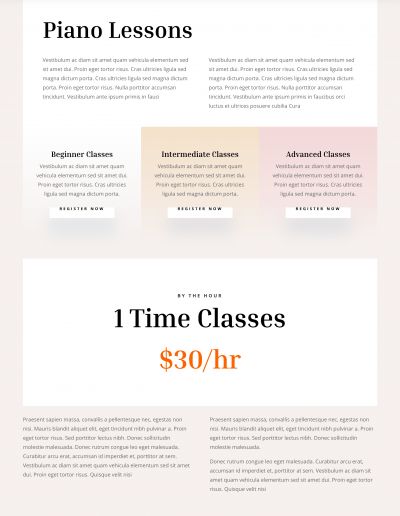 Piano Lessons
Vestibulum ac diam sit amet quam vehicula elementum sed
sit amet dui. Proin eget tortor risus. Cras ultricies ligula sed
magna dictum porta. Cras ultricies ligula sed magna dictum
porta. Proin eget tortor risus. Nulla porttitor accumsan
tincidunt. Vestibulum ante ipsum primis in fauci
Vestibulum ac diam sit amet quam vehicula elementum sed
sit amet dui. Proin eget tortor risus. Cras ultricies ligula sed
magna dictum porta. Cras ultricies ligula sed magna dictum
porta. Proin eget tortor risus. Nulla porttitor accumsan
tincidunt. Vestibulum ante ipsum primis in faucibus orci
luctus et ultrices posuere cubilia Cura
Beginner Classes
Vestibulum ac diam sit amet quam
vehicula elementum sed sit amet dui.
Proin eget tortor risus. Cras ultricies
ligula sed magna dictum porta.
REGISTER NOW
Intermediate Classes
Vestibulum ac diam sit amet quam
vehicula elementum sed sit amet dui.
Proin eget tortor risus. Cras ultricies
ligula sed magna dictum porta.
REGISTER NOW
Advanced Classes
Vestibulum ac diam sit amet quam
vehicula elementum sed sit amet dui.
Proin eget tortor risus. Cras ultricies
ligula sed magna dictum porta.
REGISTER NOW
BY THE HOUR
1 Time Classes
$30/hr
Praesent sapien massa, convallis a pellentesque nec, egestas non
nisi. Mauris blandit aliquet elit, eget tincidunt nibh pulvinar a. Proin
eget tortor risus. Sed porttitor lectus nibh. Donec sollicitudin
molestie malesuada. Donec rutrum congue leo eget malesuada.
Curabitur arcu erat, accumsan id imperdiet et, porttitor at sem.
Vestibulum ac diam sit amet quam vehicula elementum sed sit amet
dui. Proin eget tortor risus. Quisque velit nisi
Praesent sapien massa, convallis a pellentesque nec, egestas non
nisi. Mauris blandit aliquet elit, eget tincidunt nibh pulvinar a. Proin
eget tortor risus. Sed porttitor lectus nibh. Donec sollicitudin
molestie malesuada.
Donec rutrum congue leo eget malesuada. Curabitur arcu erat,
accumsan id imperdiet et, porttitor at sem. Vestibulum ac diam sit
amet quam vehicula elementum sed sit amet dui. Proin eget tortor
risus. Quisque velit nisi